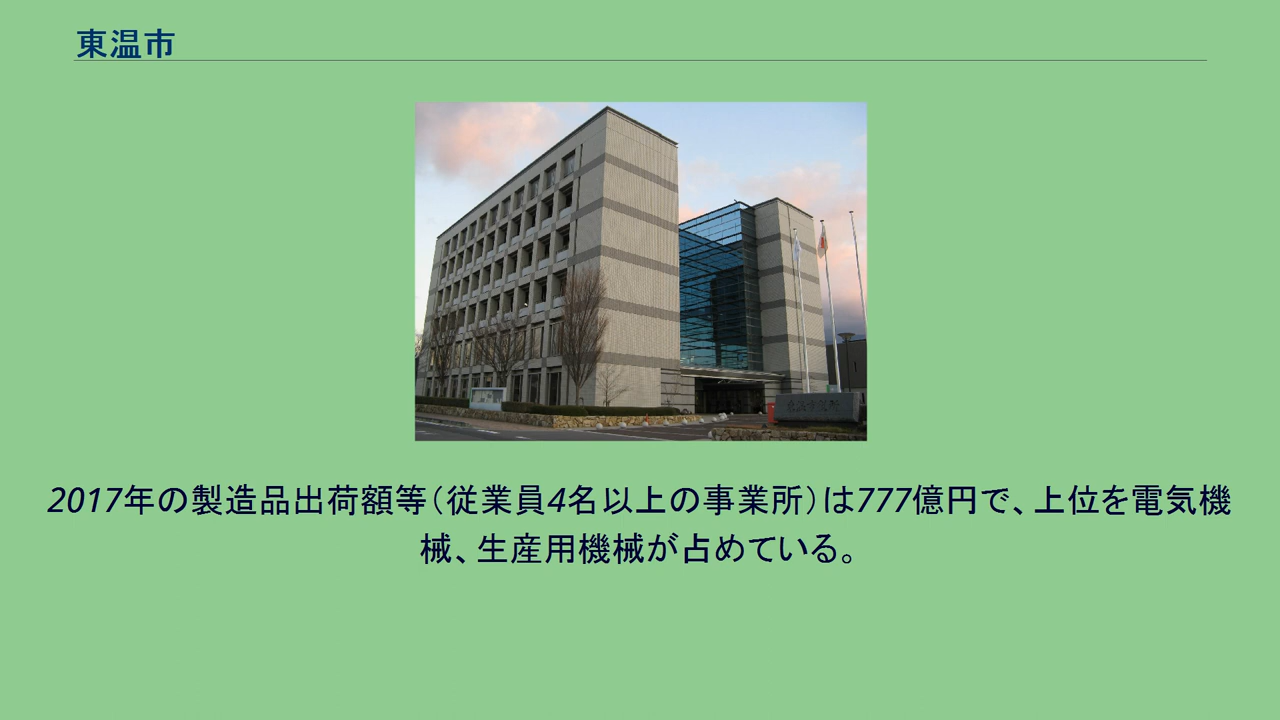 東温市
2017年の製造品出荷額等（従業員4名以上の事業所）は777億円で、上位を電気機
械、生産用機械が占めている。